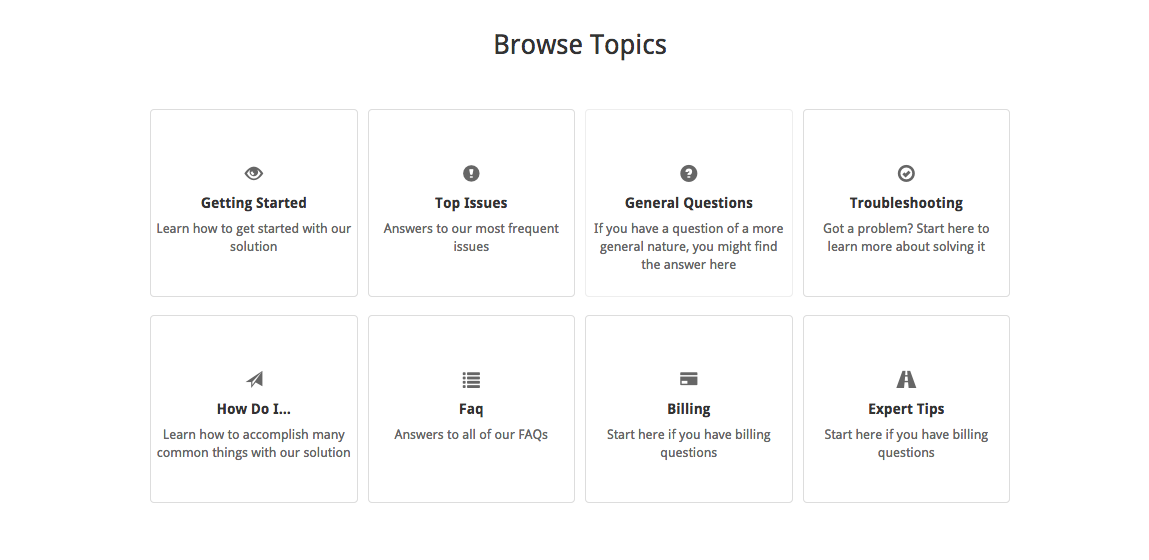 Browse Topics
Getting Started
Learn how to get started with our
solution
Top Issues
Answers to our most frequent
issues
General Questions
If you have a question of a more
general nature, you might find
the answer here
Troubleshooting
Got a problem? Start here to
learn more about solving it
How Do I...
Learn how to accomplish many
common things with our solution
Faq
Answers to all of our FAQs
Billing
Start here if you have billing
questions
Expert Tips
Start here if you have billing
questions